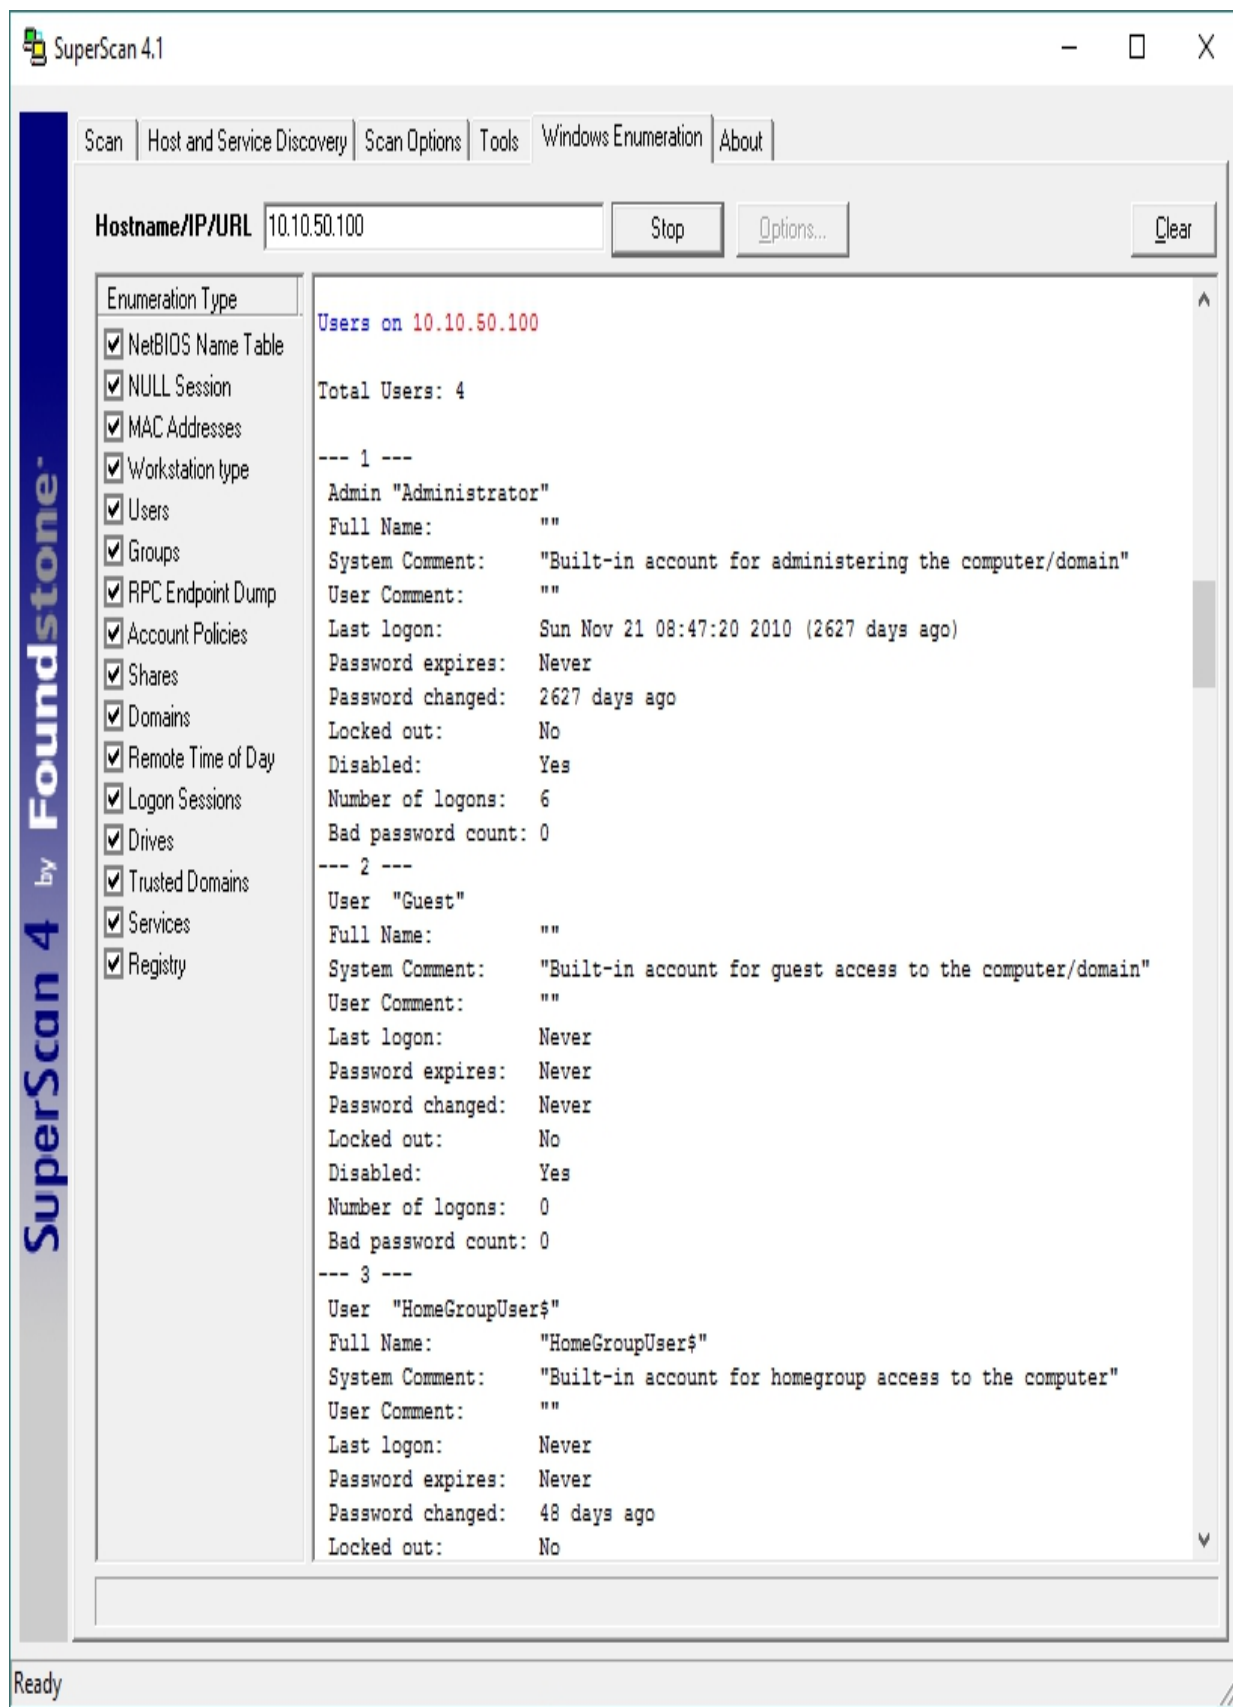 SuperScan 4.1
Scan Host and Service Discovery Scan Options Tools Windows Enumeration About
Hostname/IP/URL 10.10.50.100 Stop Options... Clear
SuperScan 4 by Foundstone
Enumeration Type
NetBIOS Name Table
NULL Session
MAC Addresses
Workstation type
Users
Groups
RPC Endpoint Dump
Account Policies
Shares
Domains
Remote Time of Day
Logon Sessions
Drives
Trusted Domains
Services
Registry
Users on 10.10.50.100
Total Users: 4
--- 1 ---
Admin "Administrator"
Full Name: ""
System Comment: "Built-in account for administering the computer/domain"
User Comment: ""
Last logon: Sun Nov 21 08:47:20 2010 (2627 days ago)
Password expires: Never
Password changed: 2627 days ago
Locked out: No
Disabled: Yes
Number of logons: 6
Bad password count: 0
--- 2 ---
User "Guest"
Full Name: ""
System Comment: "Built-in account for guest access to the computer/domain"
User Comment: ""
Last logon: Never
Password expires: Never
Password changed: Never
Locked out: No
Disabled: Yes
Number of logons: 0
Bad password count: 0
--- 3 ---
User "HomeGroupUser$"
Full Name: "HomeGroupUser$"
System Comment: "Built-in account for homegroup access to the computer"
User Comment: ""
Last logon: Never
Password expires: Never
Password changed: 48 days ago
Locked out: No
Ready